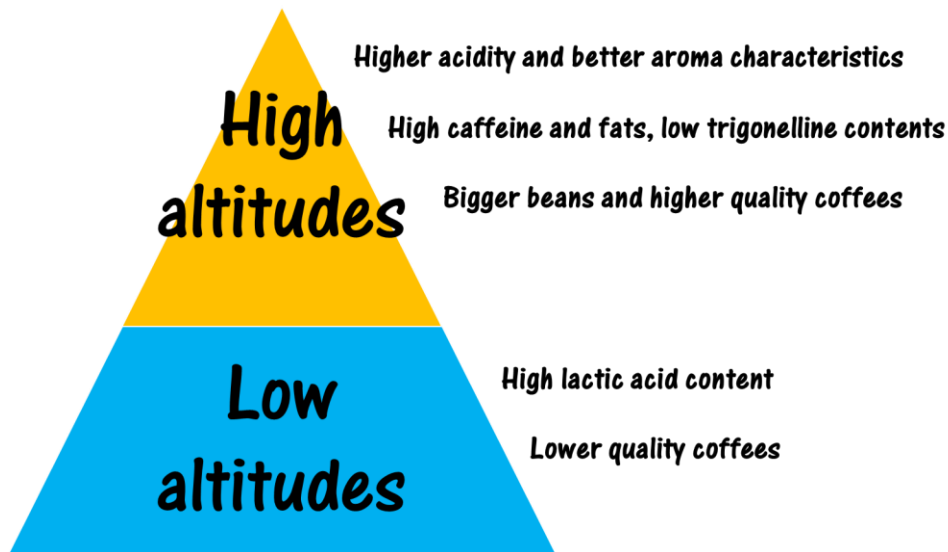 Higher acidity and better aroma characteristics
High
altitudes
High caffeine and fats, low trigonelline contents
Bigger beans and higher quality coffees
Low
altitudes
High lactic acid content
Lower quality coffees